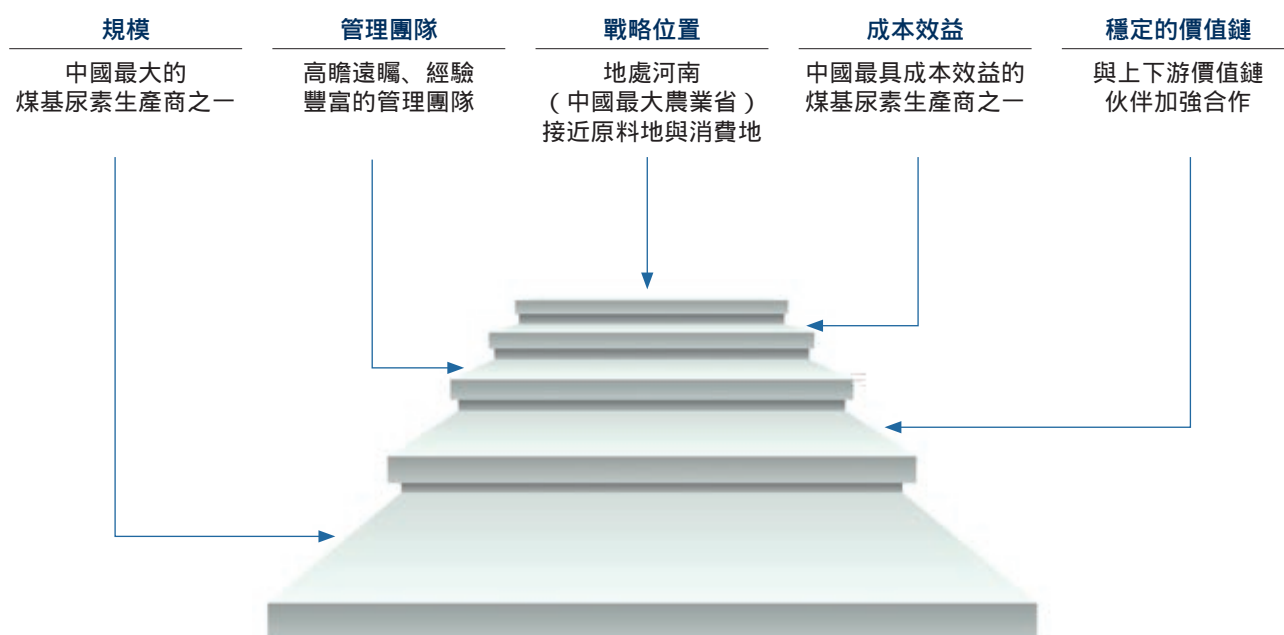 規模
中國最大的
煤基尿素生產商之一
管理團隊
高瞻遠矚、經驗
豐富的管理團隊
戰略位置
地處河南
（中國最大農業省）
接近原料地與消費地
成本效益
中國最具成本效益的
煤基尿素生產商之一
穩定的價值鏈
與上下游價值鏈
伙伴加強合作